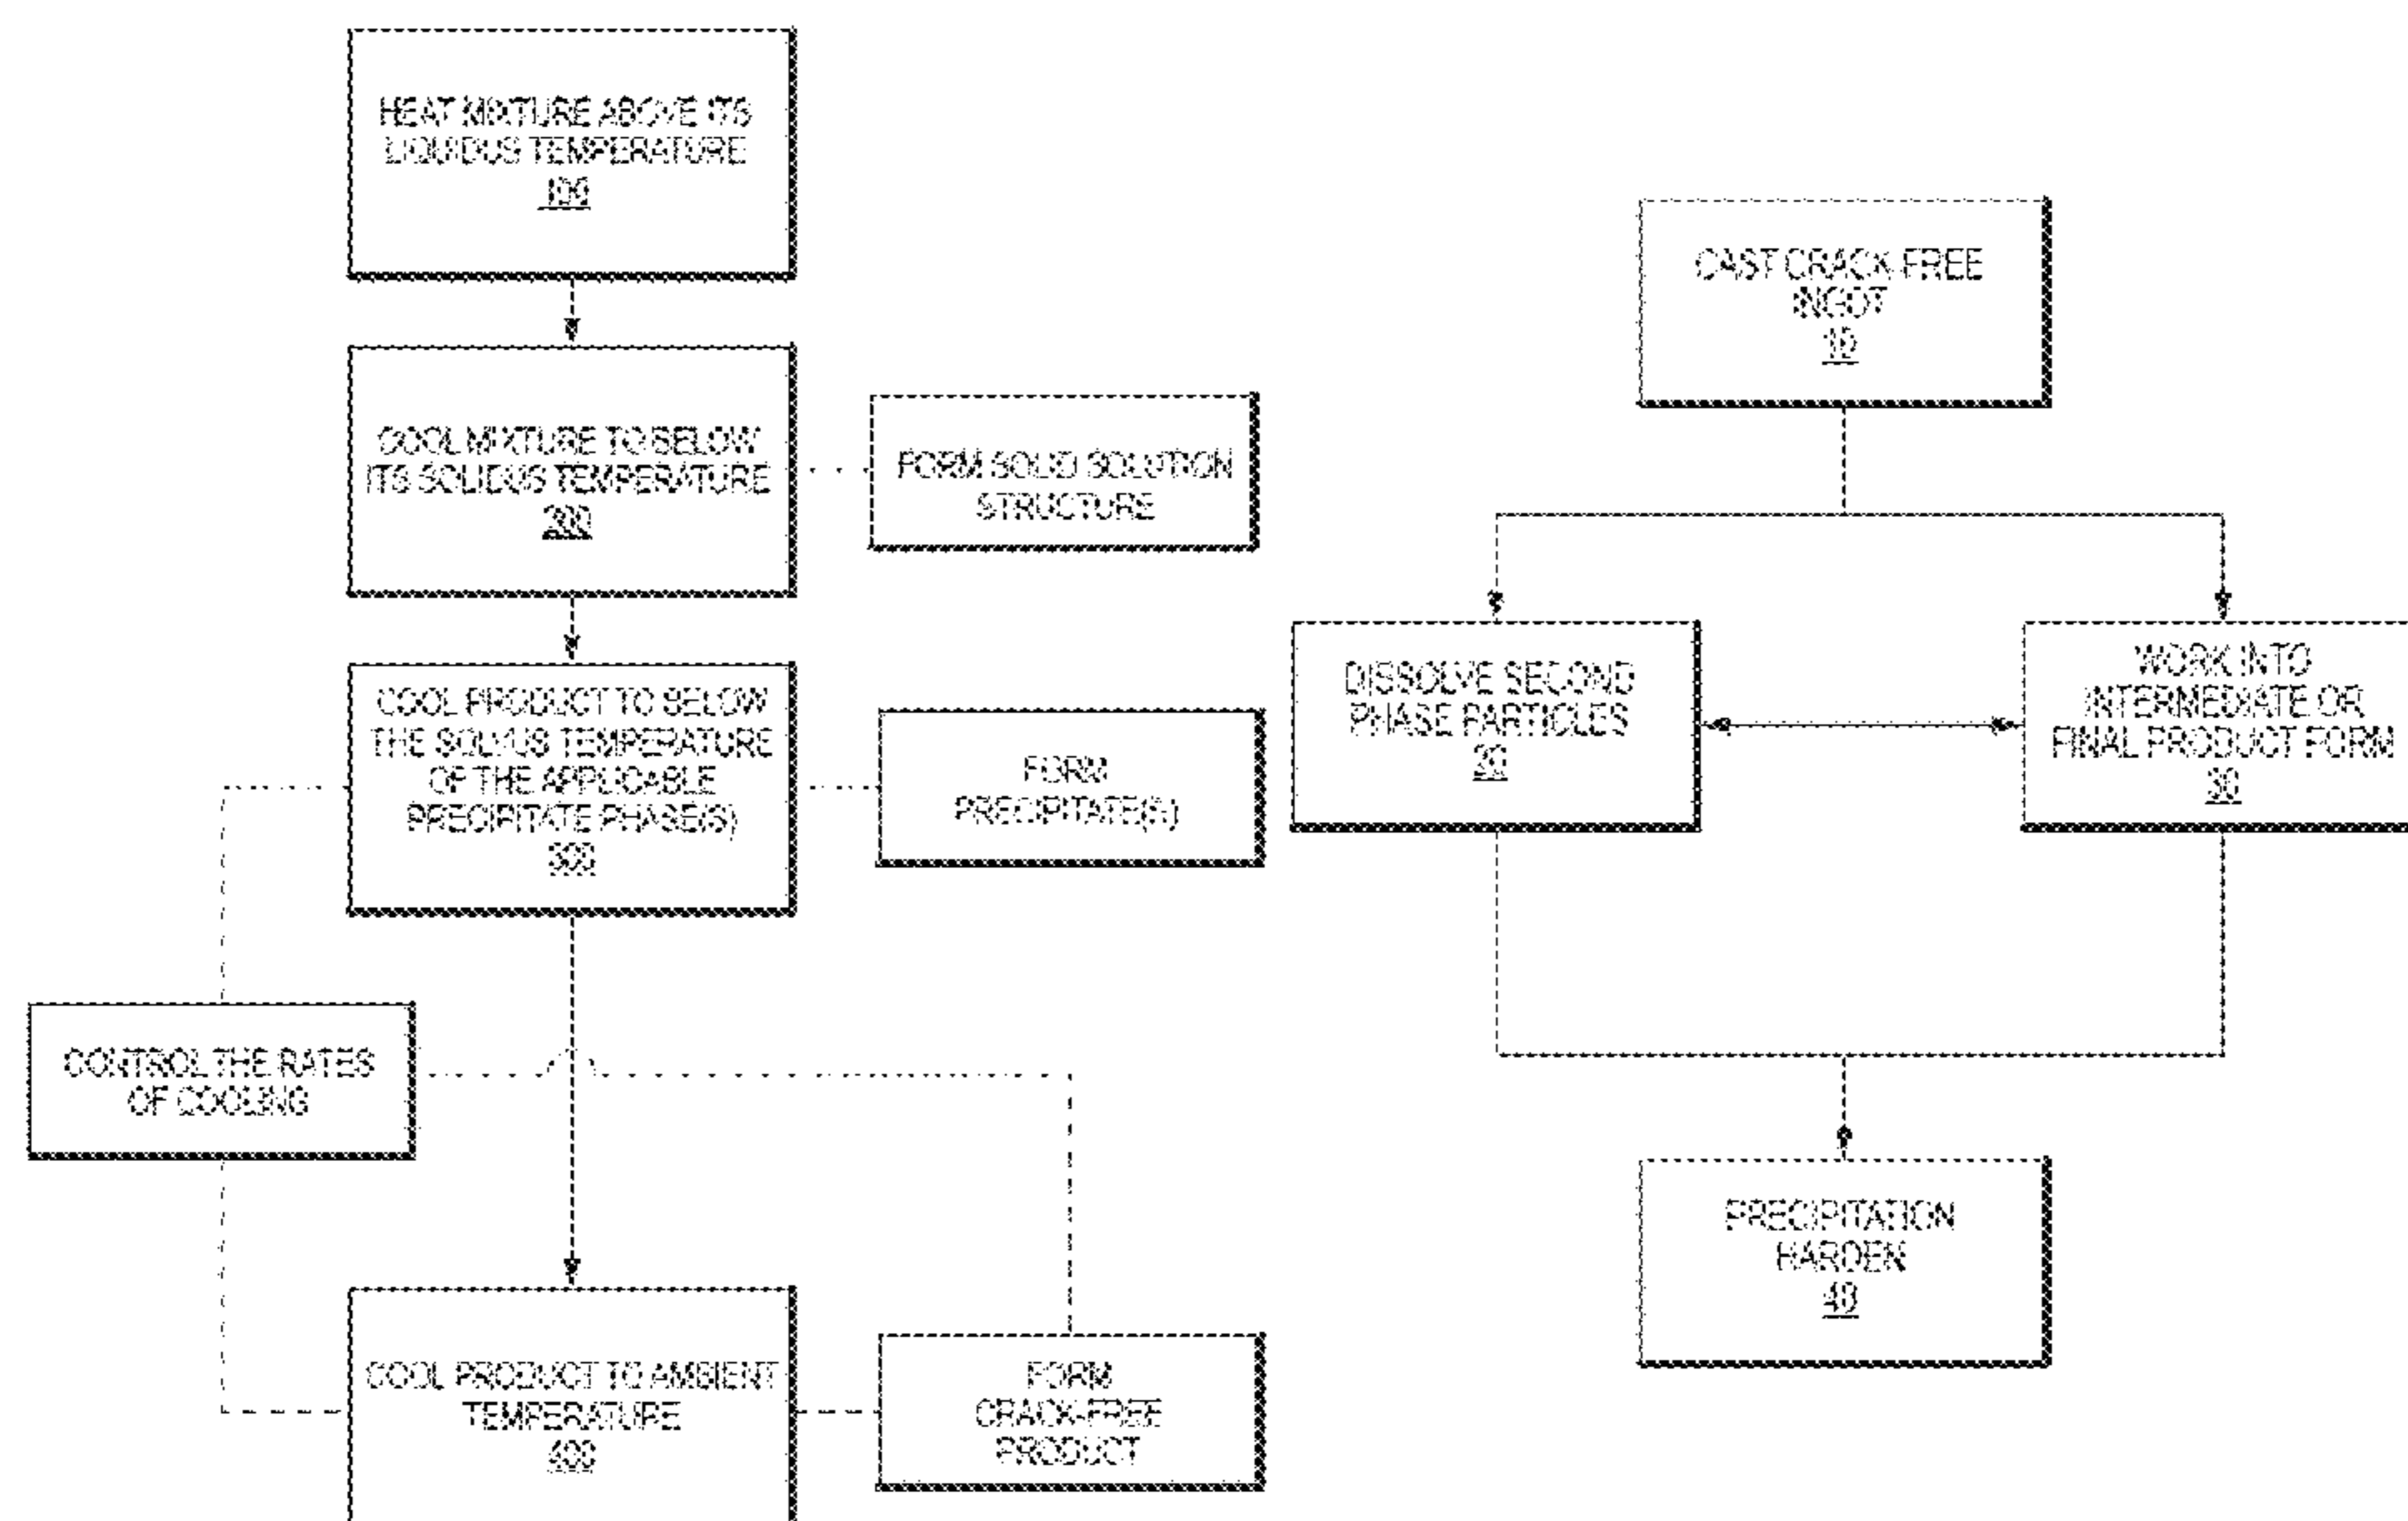 HEAT MIXTURE ABOVE ITS
LIQUIDUS TEMPERATURE
100
COOL MIXTURE TO BELOW
ITS SOLIDUS TEMPERATURE
200
FORM SOLID SOLUTION
STRUCTURE
COOL PRODUCT TO BELOW
THE SOLVUS TEMPERATURE
OF THE APPLICABLE
PRECIPITATE PHASE(S)
300
FORM
PRECIPITATE(S)
CONTROL THE RATES
OF COOLING
COOL PRODUCT TO AMBIENT
TEMPERATURE
400
FORM
CRACK-FREE
PRODUCT
CAST CRACK-FREE
INGOT
10
DISSOLVE SECOND
PHASE PARTICLES
20
WORK INTO
INTERMEDIATE OR
FINAL PRODUCT FORM
30
PRECIPITATION
HARDEN
40